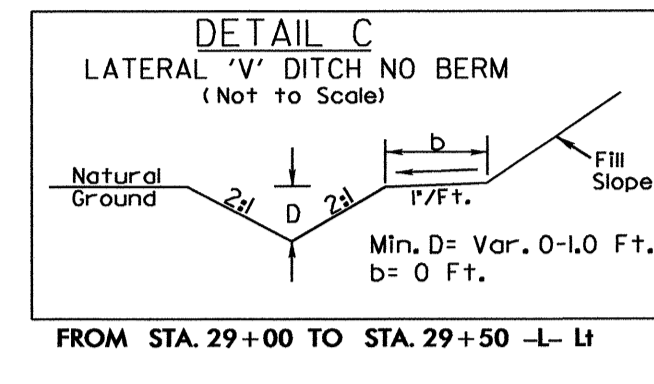 DETAIL C
LATERAL 'V' DITCH NO BERM
(Not to Scale)
b
Natural
Ground
2:1
D
2:1
1"/Ft.
Fill
Slope
Min. D= Var. 0-1.0 Ft.
b= 0 Ft.
FROM STA. 29+00 TO STA. 29+50 -L- Lt